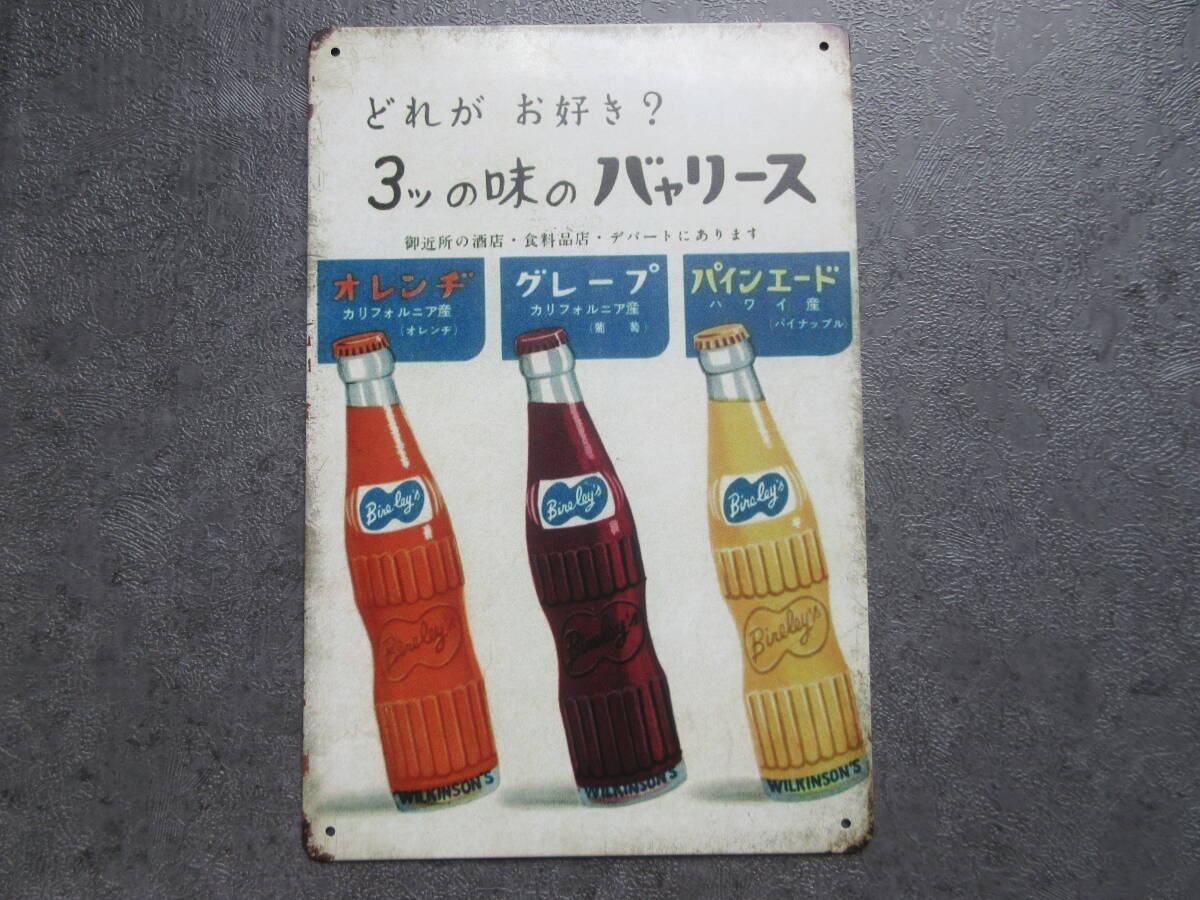 どれが お好き?
3ッの味のバャリース
御近所の酒店・食料品店・デパートにあります
オレンヂ
カリフォルニア産
(オレンヂ)
グレープ
カリフォルニア産
(葡 萄)
パインエード
ハワイ産
(パイナップル)
Bireley's
Bireley's
Bireley's
Bireley's
Bireley's
Bireley's
WILKINSON'S
WILKINSON'S
WILKINSON'S